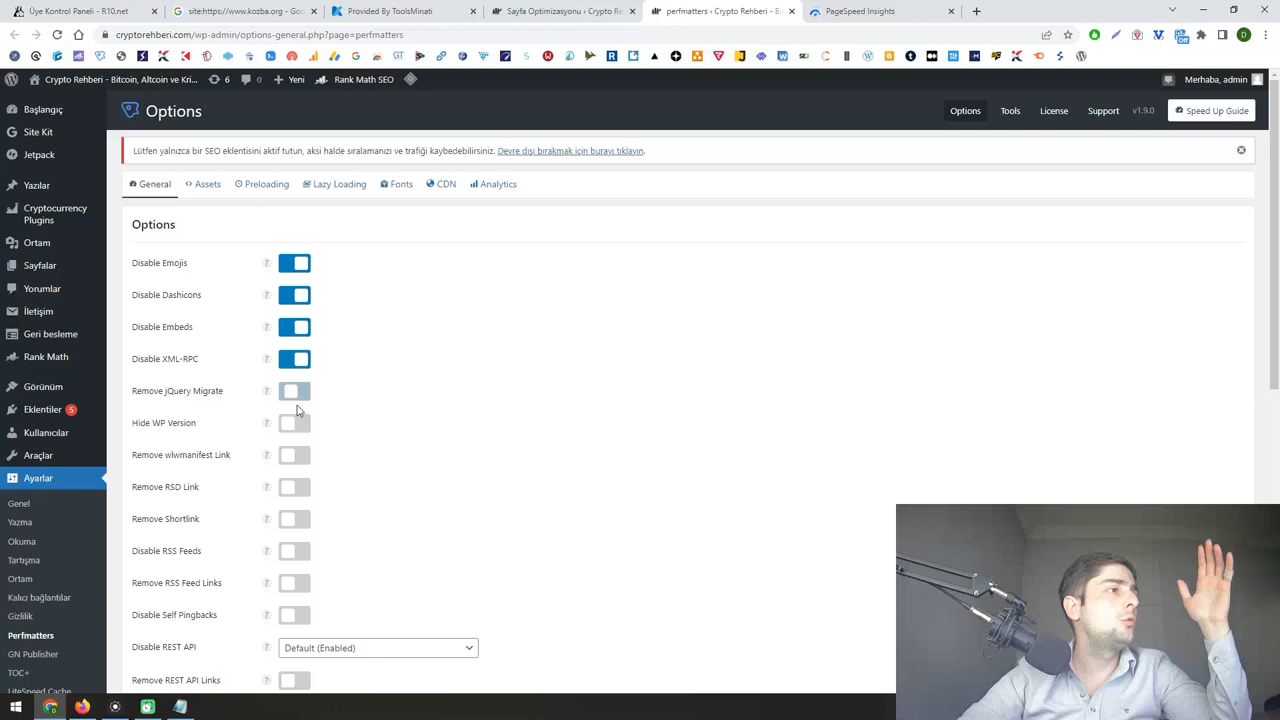 Üye Kontrol Paneli - R10.net
site:https://www.kozba.org - Goo
Provided By ToolsMinati
Sayfa Optimizasyonu ‹ Crypto Re
perfmatters ‹ Crypto Rehberi - Bi
PageSpeed Insights
cryptorehberi.com/wp-admin/options-general.php?page=perfmatters
Crypto Rehberi - Bitcoin, Altcoin ve Kri...
6
0
Yeni
Rank Math SEO
Merhaba, admin
Başlangıç
Site Kit
Jetpack
Yazılar
Cryptocurrency
Plugins
Ortam
Sayfalar
Yorumlar
İletişim
Geri besleme
Rank Math
Görünüm
Eklentiler 5
Kullanıcılar
Araçlar
Ayarlar
Genel
Yazma
Okuma
Tartışma
Ortam
Kalıcı bağlantılar
Gizlilik
Perfmatters
GN Publisher
TOC+
LiteSpeed Cache
Options
Options
Tools
License
Support
v1.9.0
Speed Up Guide
Lütfen yalnızca bir SEO eklentisini aktif tutun, aksi halde sıralamanızı ve trafiği kaybedebilirsiniz. Devre dışı bırakmak için burayı tıklayın.
General
Assets
Preloading
Lazy Loading
Fonts
CDN
Analytics
Options
Disable Emojis ?
Disable Dashicons ?
Disable Embeds ?
Disable XML-RPC ?
Remove jQuery Migrate ?
Hide WP Version ?
Remove wlwmanifest Link ?
Remove RSD Link ?
Remove Shortlink ?
Disable RSS Feeds ?
Remove RSS Feed Links ?
Disable Self Pingbacks ?
Disable REST API ? Default (Enabled)
Remove REST API Links ?